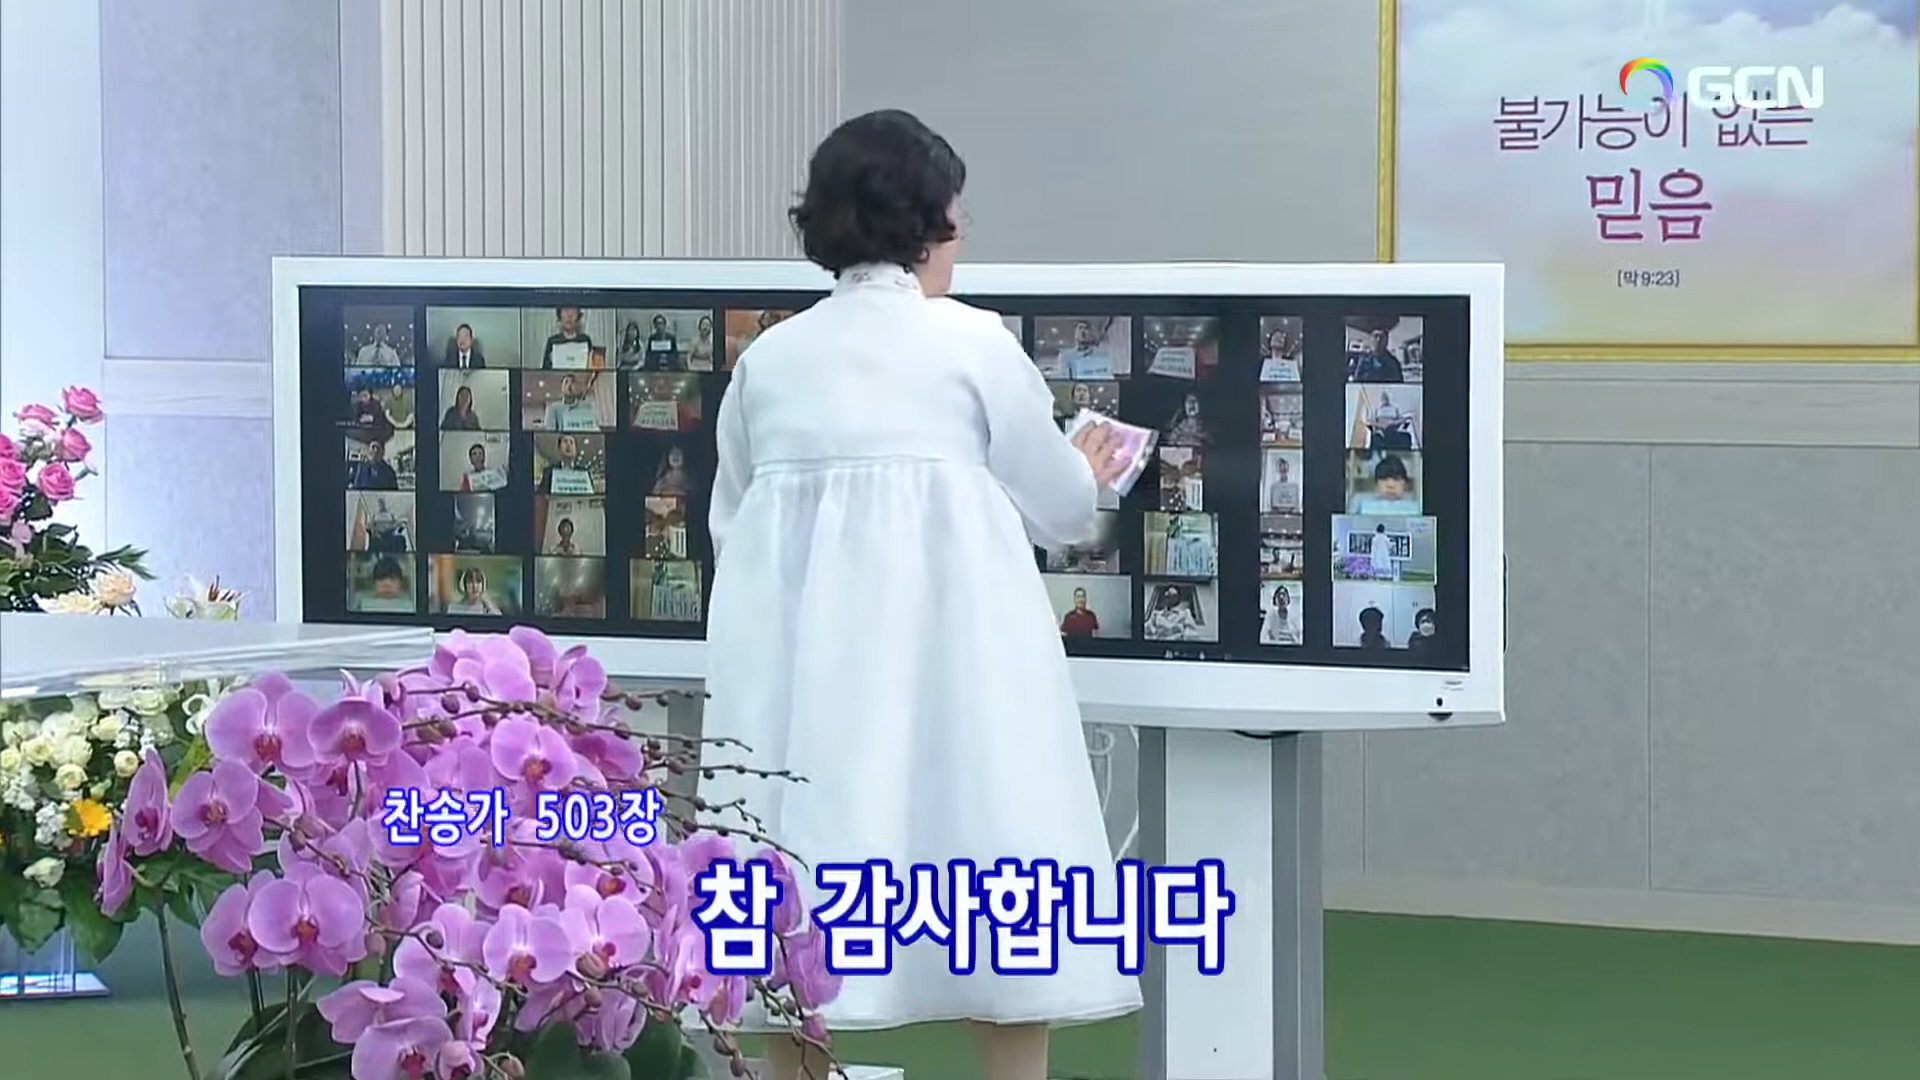 GCN
불가능이 없는
믿음
[막 9:23]
찬송가 503장
참 감사합니다